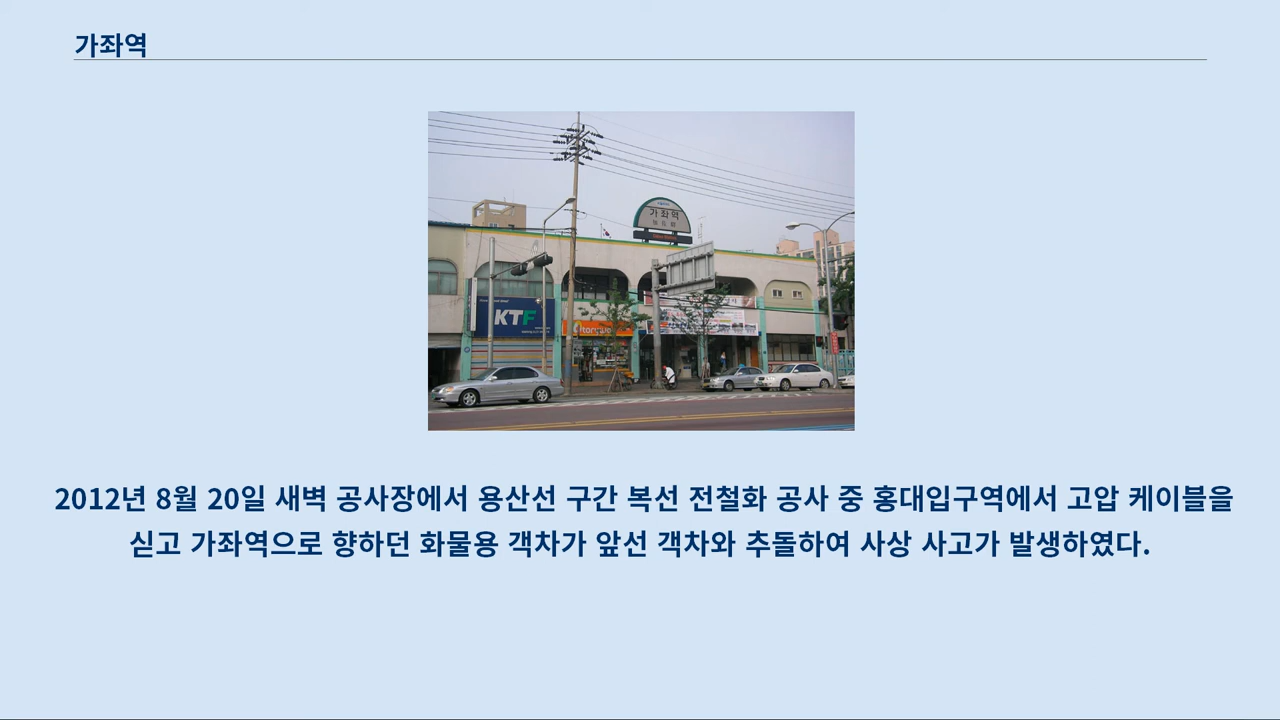 가좌역
가좌역
KTF
2012년 8월 20일 새벽 공사장에서 용산선 구간 복선 전철화 공사 중 홍대입구역에서 고압 케이블을
싣고 가좌역으로 향하던 화물용 객차가 앞선 객차와 추돌하여 사상 사고가 발생하였다.